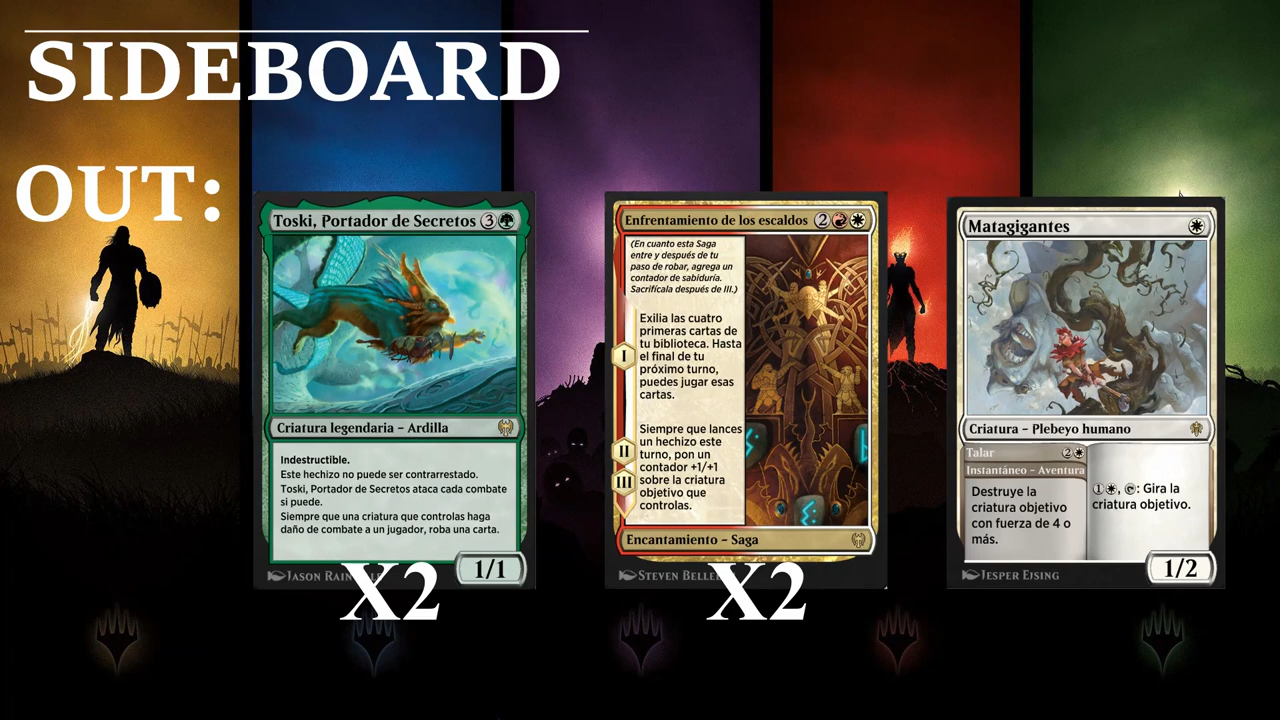 SIDEBOARD
OUT:
Toski, Portador de Secretos 3
Criatura legendaria – Ardilla
Indestructible.
Este hechizo no puede ser contrarrestado.
Toski, Portador de Secretos ataca cada combate
si puede.
Siempre que una criatura que controlas haga
daño de combate a un jugador, roba una carta.
1/1
JASON
X2
Enfrentamiento de los escaldos 2
(En cuanto esta Saga
entre y después de tu
paso de robar, agrega un
contador de sabiduría.
Sacrifícala después de III.)
I
Exilia las cuatro
primeras cartas de
tu biblioteca. Hasta
el final de tu
próximo turno,
puedes jugar esas
cartas.
II
III
Siempre que lances
un hechizo este
turno, pon un
contador +1/+1
sobre la criatura
objetivo que
controlas.
Encantamiento – Saga
STEVEN
X2
Matagigantes
Criatura – Plebeyo humano
Talar 2
Instantáneo – Aventura
Destruye la
criatura objetivo
con fuerza de 4 o
más.
1, : Gira la
criatura objetivo.
1/2
JESPER EJSING